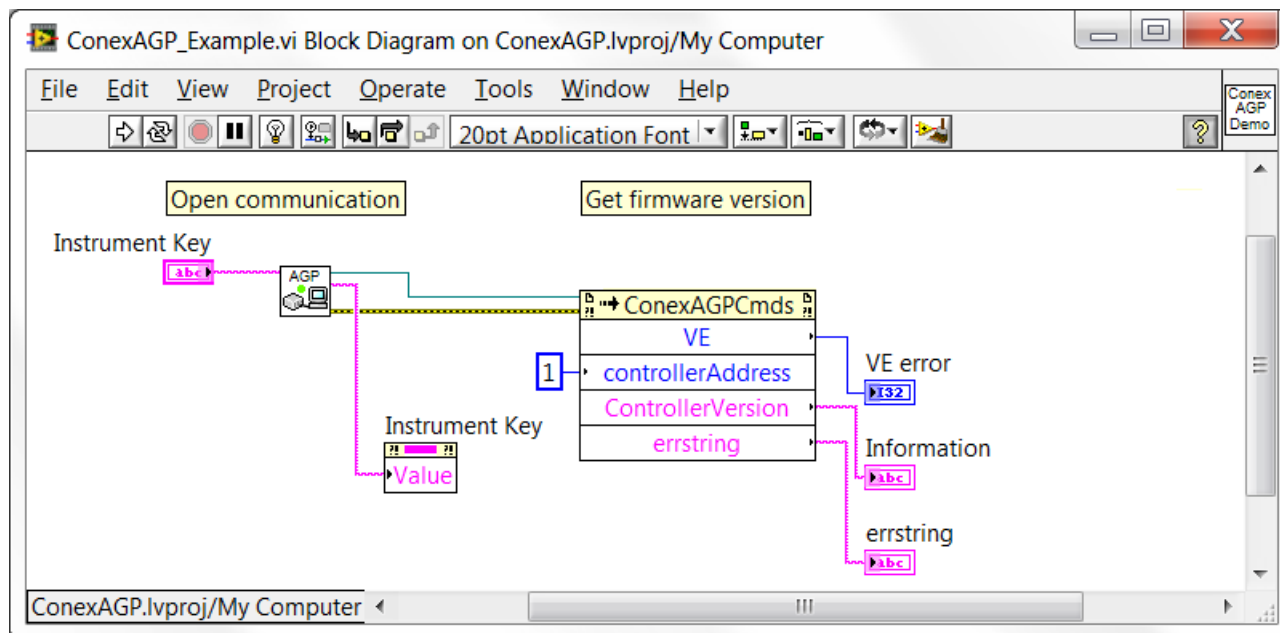 ConexAGP_Example.vi Block Diagram on ConexAGP.lvproj/My Computer
File Edit View Project Operate Tools Window Help
Conex
AGP
Demo
20pt Application Font
Open communication
Get firmware version
Instrument Key
abc
AGP
ConexAGPCmds
VE
1
controllerAddress
ControllerVersion
errstring
VE error
I32
Instrument Key
Value
Information
abc
errstring
abc
ConexAGP.lvproj/My Computer